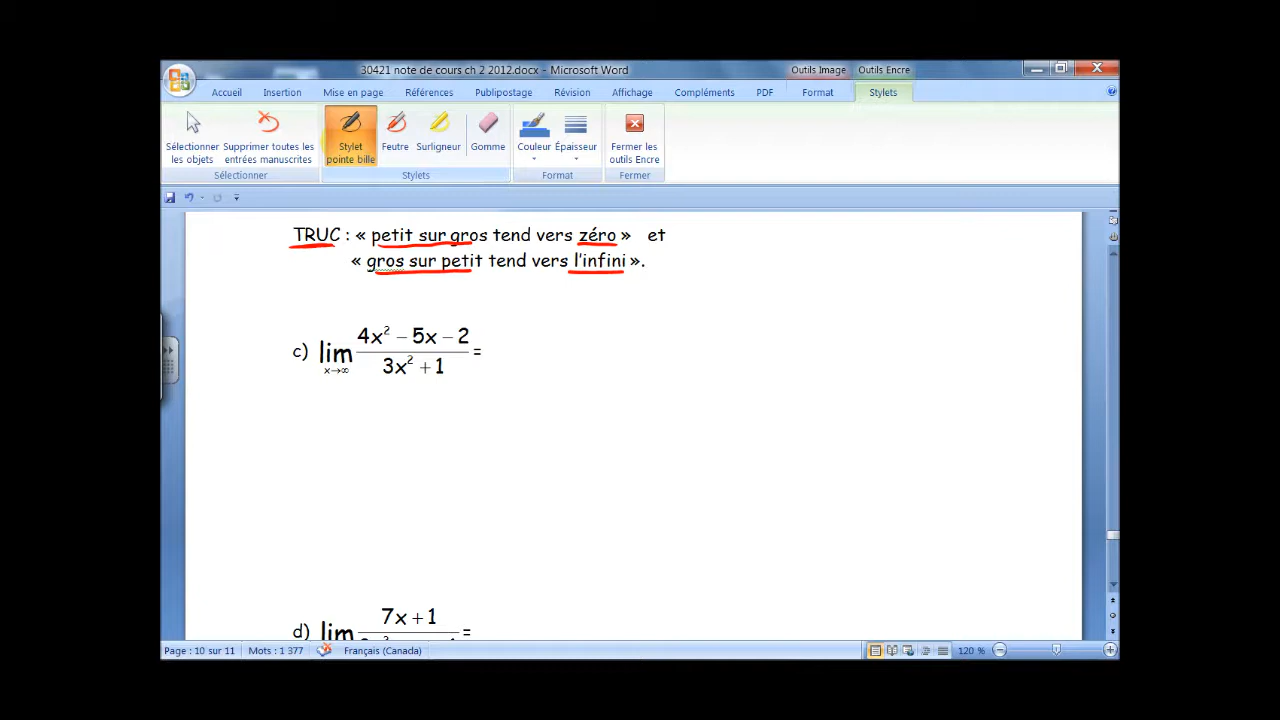 30421 note de cours ch 2 2012.docx - Microsoft Word
Outils Image
Outils Encre
Accueil
Insertion
Mise en page
Références
Publipostage
Révision
Affichage
Compléments
PDF
Format
Stylets
Sélectionner les objets
Supprimer toutes les entrées manuscrites
Stylet pointe bille
Feutre
Surligneur
Gomme
Couleur
Épaisseur
Fermer les outils Encre
Sélectionner
Stylets
Format
Fermer
TRUC : « petit sur gros tend vers zéro » et
« gros sur petit tend vers l'infini ».
c) lim x→∞ (4x² − 5x − 2)/(3x² + 1) =
d) lim 7x + 1 =
Page : 10 sur 11
Mots : 1 377
Français (Canada)
120 %